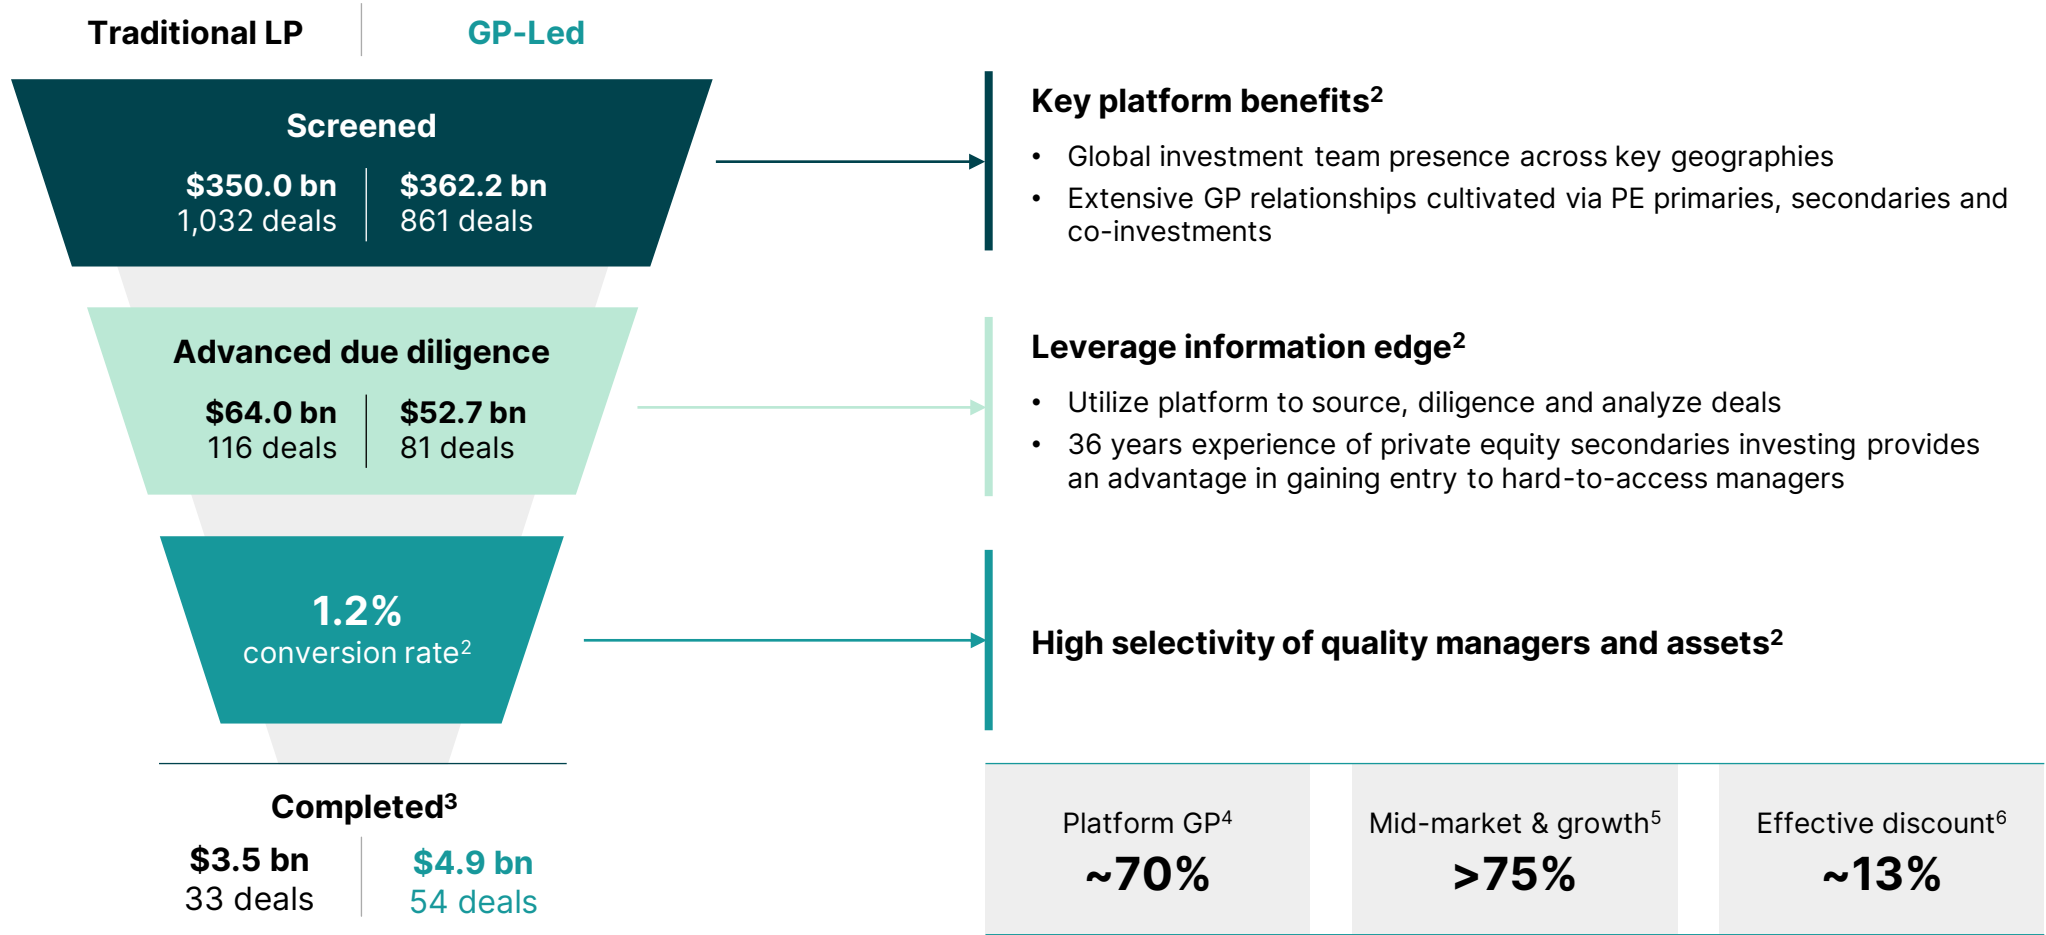 Traditional LP
GP-Led
Screened
$350.0 bn
1,032 deals
$362.2 bn
861 deals
Key platform benefits²
• Global investment team presence across key geographies
• Extensive GP relationships cultivated via PE primaries, secondaries and
co-investments
Advanced due diligence
$64.0 bn
116 deals
$52.7 bn
81 deals
Leverage information edge²
• Utilize platform to source, diligence and analyze deals
• 36 years experience of private equity secondaries investing provides
an advantage in gaining entry to hard-to-access managers
1.2%
conversion rate²
High selectivity of quality managers and assets²
Completed³
$3.5 bn
33 deals
$4.9 bn
54 deals
Platform GP⁴
~70%
Mid-market & growth⁵
>75%
Effective discount⁶
~13%